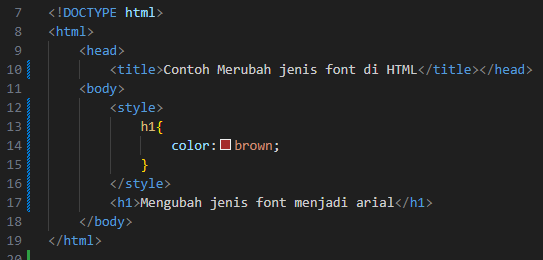 7 <!DOCTYPE html>
8 <html>
9 <head>
10 <title>Contoh Merubah jenis font di HTML</title></head>
11 <body>
12 <style>
13 h1{
14 color:brown;
15 }
16 </style>
17 <h1>Mengubah jenis font menjadi arial</h1>
18 </body>
19 </html>
20